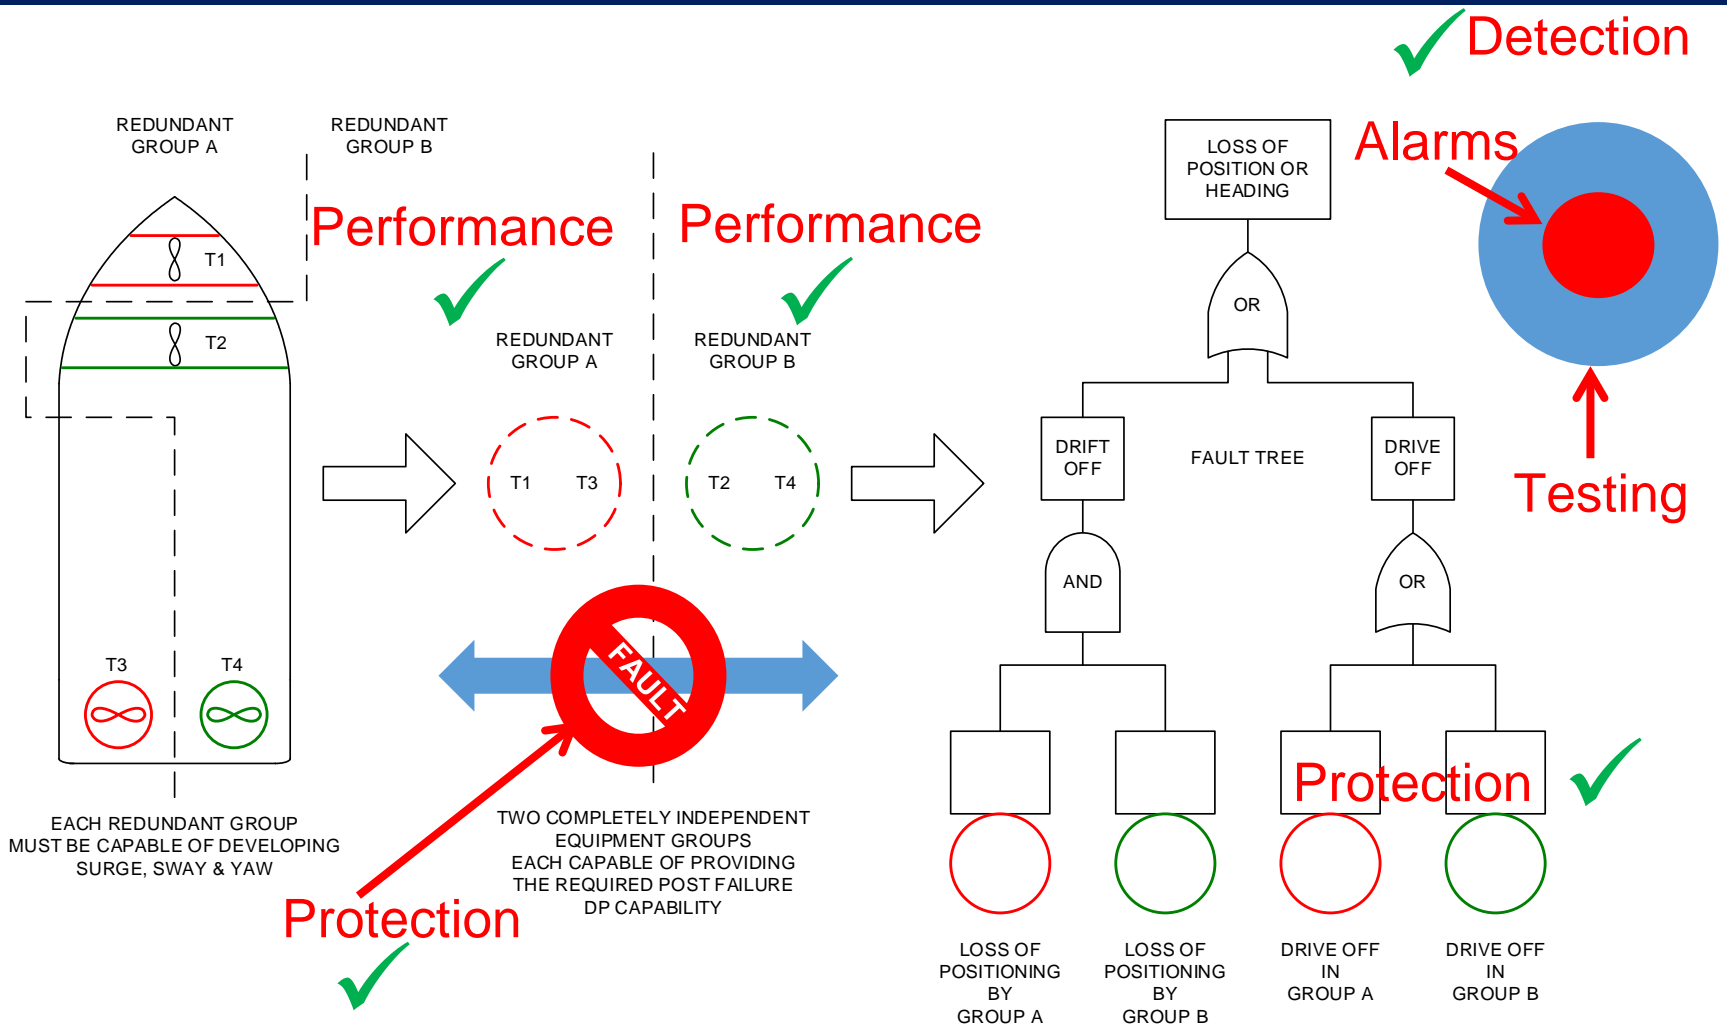 Detection
REDUNDANT
GROUP A
REDUNDANT
GROUP B
LOSS OF
POSITION OR
HEADING
Alarms
Performance
Performance
T1
OR
T2
REDUNDANT
GROUP A
REDUNDANT
GROUP B
DRIFT
OFF
FAULT TREE
DRIVE
OFF
T1
T3
T2
T4
Testing
AND
OR
T3
T4
FAULT
Protection
EACH REDUNDANT GROUP
MUST BE CAPABLE OF DEVELOPING
SURGE, SWAY & YAW
TWO COMPLETELY INDEPENDENT
EQUIPMENT GROUPS
EACH CAPABLE OF PROVIDING
THE REQUIRED POST FAILURE
DP CAPABILITY
Protection
LOSS OF
POSITIONING
BY
GROUP A
LOSS OF
POSITIONING
BY
GROUP B
DRIVE OFF
IN
GROUP A
DRIVE OFF
IN
GROUP B